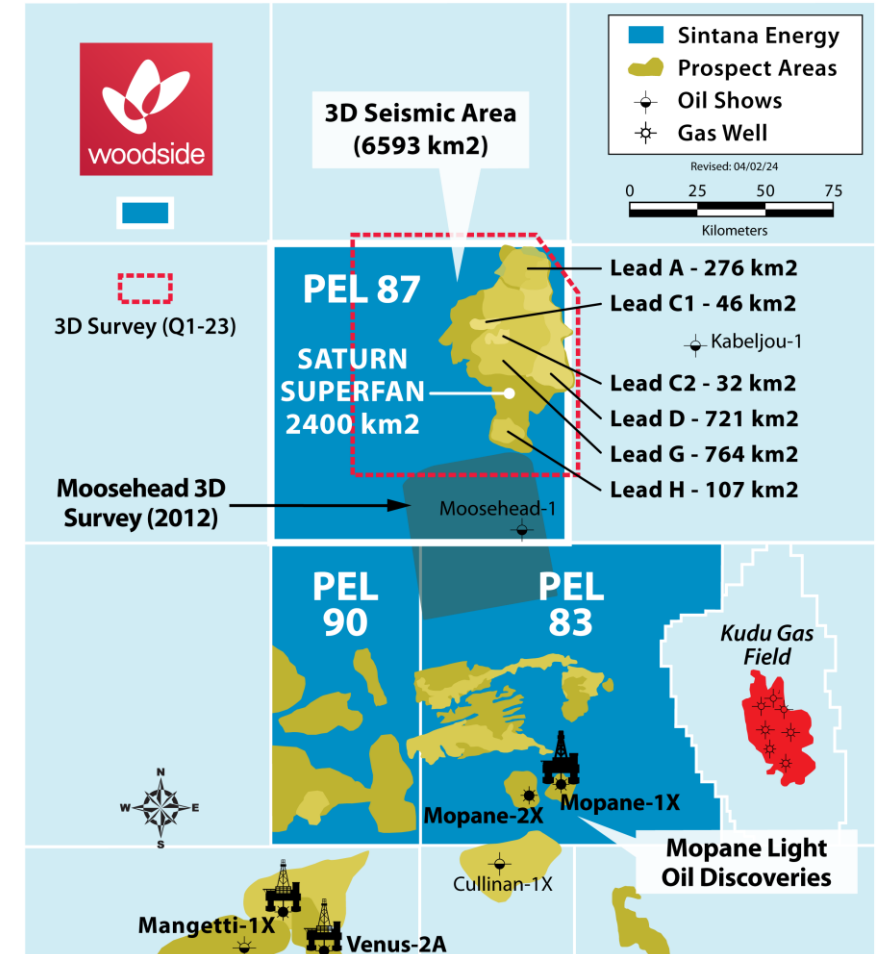 woodside
3D Seismic Area
(6593 km2)
Sintana Energy
Prospect Areas
Oil Shows
Gas Well
Revised: 04/02/24
0 25 50 75
Kilometers
3D Survey (Q1-23)
PEL 87
SATURN
SUPERFAN
2400 km2
Lead A - 276 km2
Lead C1 - 46 km2
Kabeljou-1
Lead C2 - 32 km2
Lead D - 721 km2
Lead G - 764 km2
Lead H - 107 km2
Moosehead 3D
Survey (2012)
Moosehead-1
PEL
90
PEL
83
Kudu Gas
Field
N
W E
S
Mopane-2X
Mopane-1X
Mopane Light
Oil Discoveries
Cullinan-1X
Mangetti-1X
Venus-2A